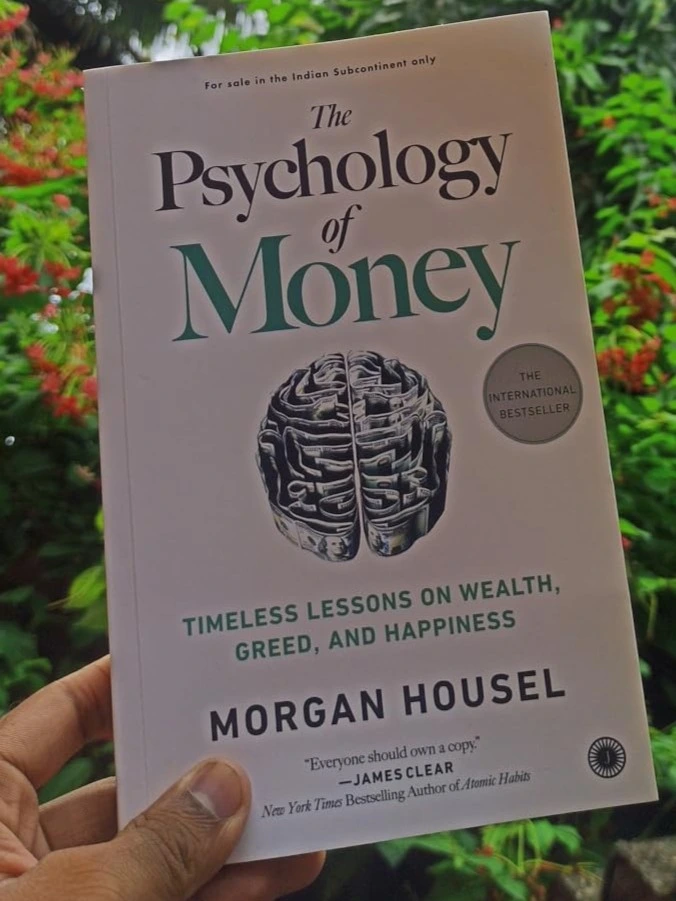 For sale in the Indian Subcontinent only
The
Psychology
of
Money
THE
INTERNATIONAL
BESTSELLER
TIMELESS LESSONS ON WEALTH,
GREED, AND HAPPINESS
MORGAN HOUSEL
"Everyone should own a copy."
—JAMES CLEAR
New York Times Bestselling Author of Atomic Habits
J